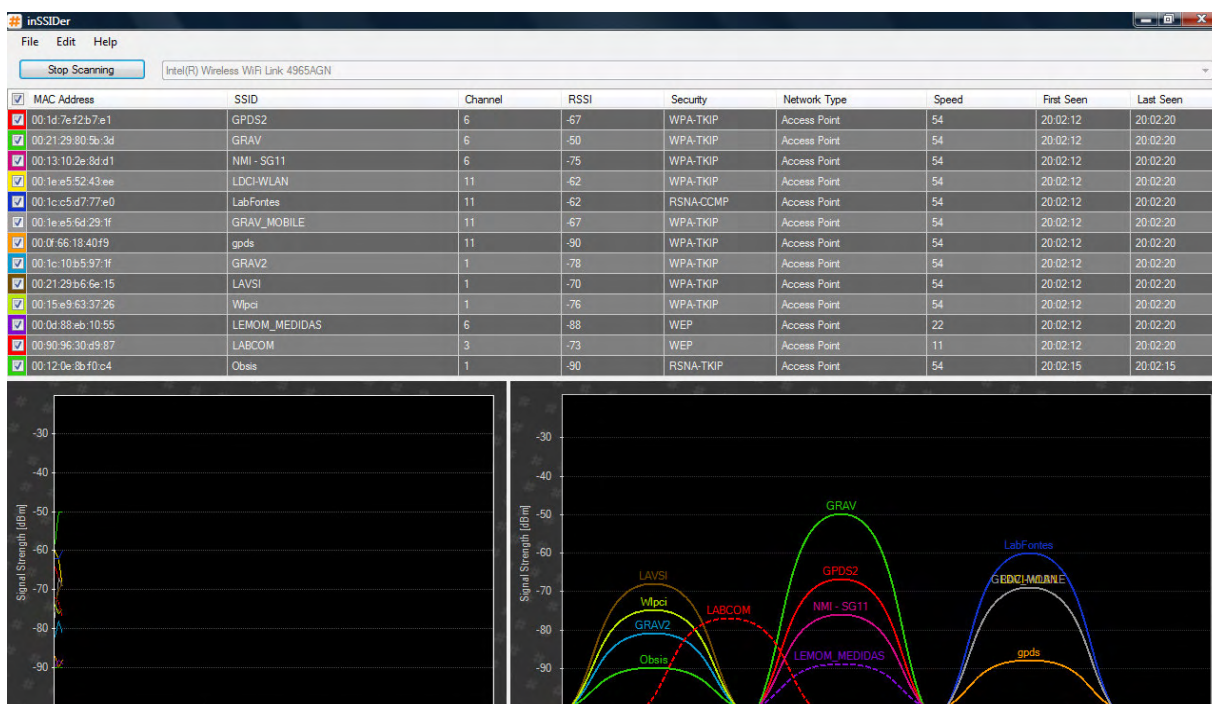 inSSIDer
File Edit Help
Stop Scanning Intel(R) Wireless WiFi Link 4965AGN
MAC Address SSID Channel RSSI Security Network Type Speed First Seen Last Seen
00:1d:7e:f2:b7:e1 GPDS2 6 -67 WPA-TKIP Access Point 54 20:02:12 20:02:20
00:21:29:80:5b:3d GRAV 6 -50 WPA-TKIP Access Point 54 20:02:12 20:02:20
00:13:10:2e:8d:d1 NMI - SG11 6 -75 WPA-TKIP Access Point 54 20:02:12 20:02:20
00:1e:e5:52:43:ee LDCI-WLAN 11 -62 WPA-TKIP Access Point 54 20:02:12 20:02:20
00:1c:c5:d7:77:e0 LabFontes 11 -62 RSNA-CCMP Access Point 54 20:02:12 20:02:20
00:1e:e5:6d:29:1f GRAV_MOBILE 11 -67 WPA-TKIP Access Point 54 20:02:12 20:02:20
00:0f:66:18:40:f9 gpds 11 -90 WPA-TKIP Access Point 54 20:02:12 20:02:20
00:1c:10:b5:97:1f GRAV2 1 -78 WPA-TKIP Access Point 54 20:02:12 20:02:20
00:21:29:b6:6e:15 LAVSI 1 -70 WPA-TKIP Access Point 54 20:02:12 20:02:20
00:15:e9:63:37:26 Wlpci 1 -76 WPA-TKIP Access Point 54 20:02:12 20:02:20
00:0d:88:eb:10:55 LEMOM_MEDIDAS 6 -88 WEP Access Point 22 20:02:12 20:02:20
00:90:96:30:d9:87 LABCOM 3 -73 WEP Access Point 11 20:02:12 20:02:20
00:12:0e:8b:f0:c4 Obsis 1 -90 RSNA-TKIP Access Point 54 20:02:15 20:02:15
Signal Strength [dBm]
-30
-40
-50
-60
-70
-80
-90
Signal Strength [dBm]
-30
-40
-50
-60
-70
-80
-90
GRAV
LabFontes
LAVSI
GPDS2
Wlpci
LABCOM
NMI - SG11
GRAV2
Obsis
LEMOM_MEDIDAS
gpds